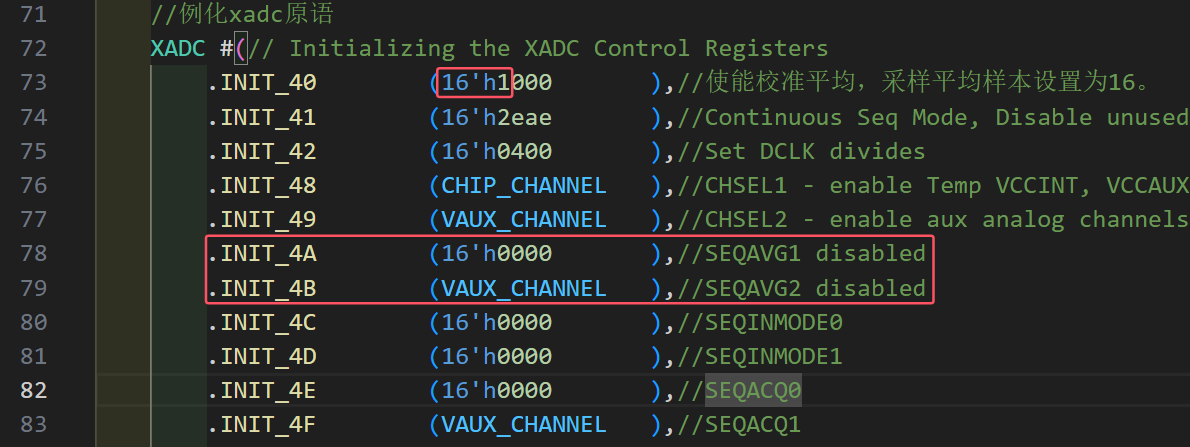 71 //例化xadc原语
72 XADC #(// Initializing the XADC Control Registers
73 .INIT_40 (16'h1000 ),//使能校准平均，采样平均样本设置为16。
74 .INIT_41 (16'h2eae ),//Continuous Seq Mode, Disable unused
75 .INIT_42 (16'h0400 ),//Set DCLK divides
76 .INIT_48 (CHIP_CHANNEL ),//CHSEL1 - enable Temp VCCINT, VCCAUX
77 .INIT_49 (VAUX_CHANNEL ),//CHSEL2 - enable aux analog channels
78 .INIT_4A (16'h0000 ),//SEQAVG1 disabled
79 .INIT_4B (VAUX_CHANNEL ),//SEQAVG2 disabled
80 .INIT_4C (16'h0000 ),//SEQINMODE0
81 .INIT_4D (16'h0000 ),//SEQINMODE1
82 .INIT_4E (16'h0000 ),//SEQACQ0
83 .INIT_4F (VAUX_CHANNEL ),//SEQACQ1